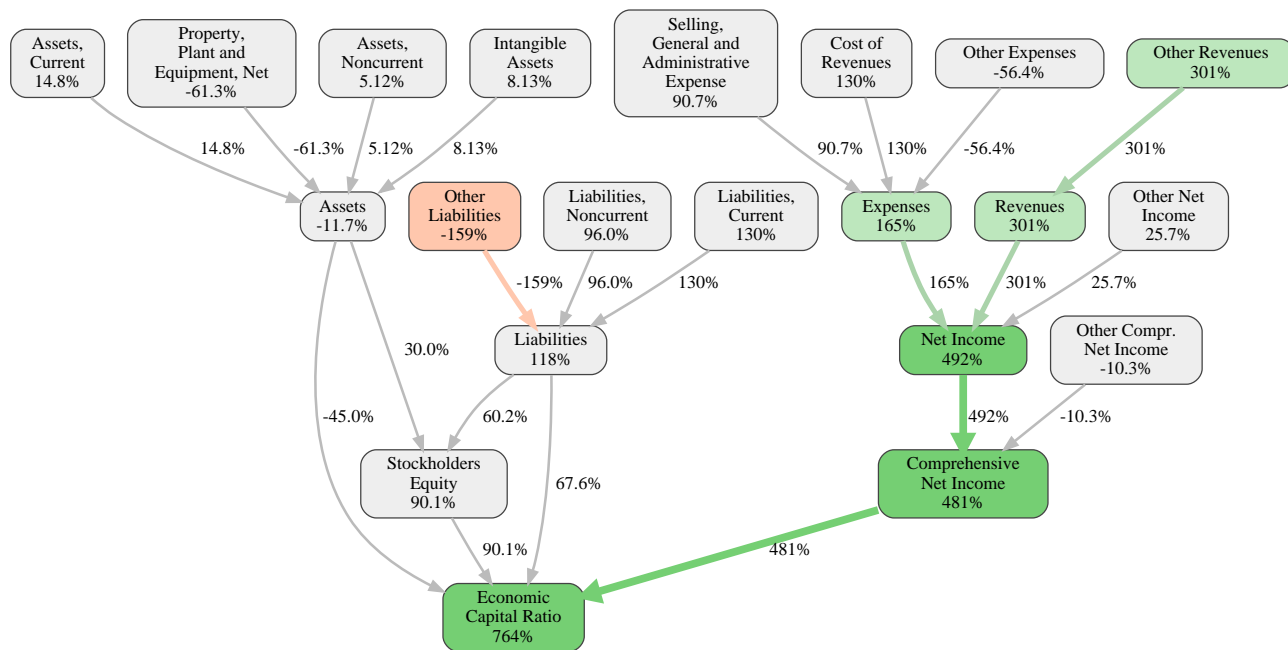 Assets,
Current
14.8%
Property,
Plant and
Equipment, Net
-61.3%
Assets,
Noncurrent
5.12%
Intangible
Assets
8.13%
Selling,
General and
Administrative
Expense
90.7%
Cost of
Revenues
130%
Other Expenses
-56.4%
Other Revenues
301%
14.8%
-61.3%
5.12%
8.13%
90.7%
130%
-56.4%
301%
Assets
-11.7%
Other
Liabilities
-159%
Liabilities,
Noncurrent
96.0%
Liabilities,
Current
130%
Expenses
165%
Revenues
301%
Other Net
Income
25.7%
-159%
96.0%
130%
165%
301%
25.7%
30.0%
Liabilities
118%
Net Income
492%
Other Compr.
Net Income
-10.3%
-45.0%
60.2%
492%
-10.3%
Stockholders
Equity
90.1%
67.6%
Comprehensive
Net Income
481%
90.1%
481%
Economic
Capital Ratio
764%